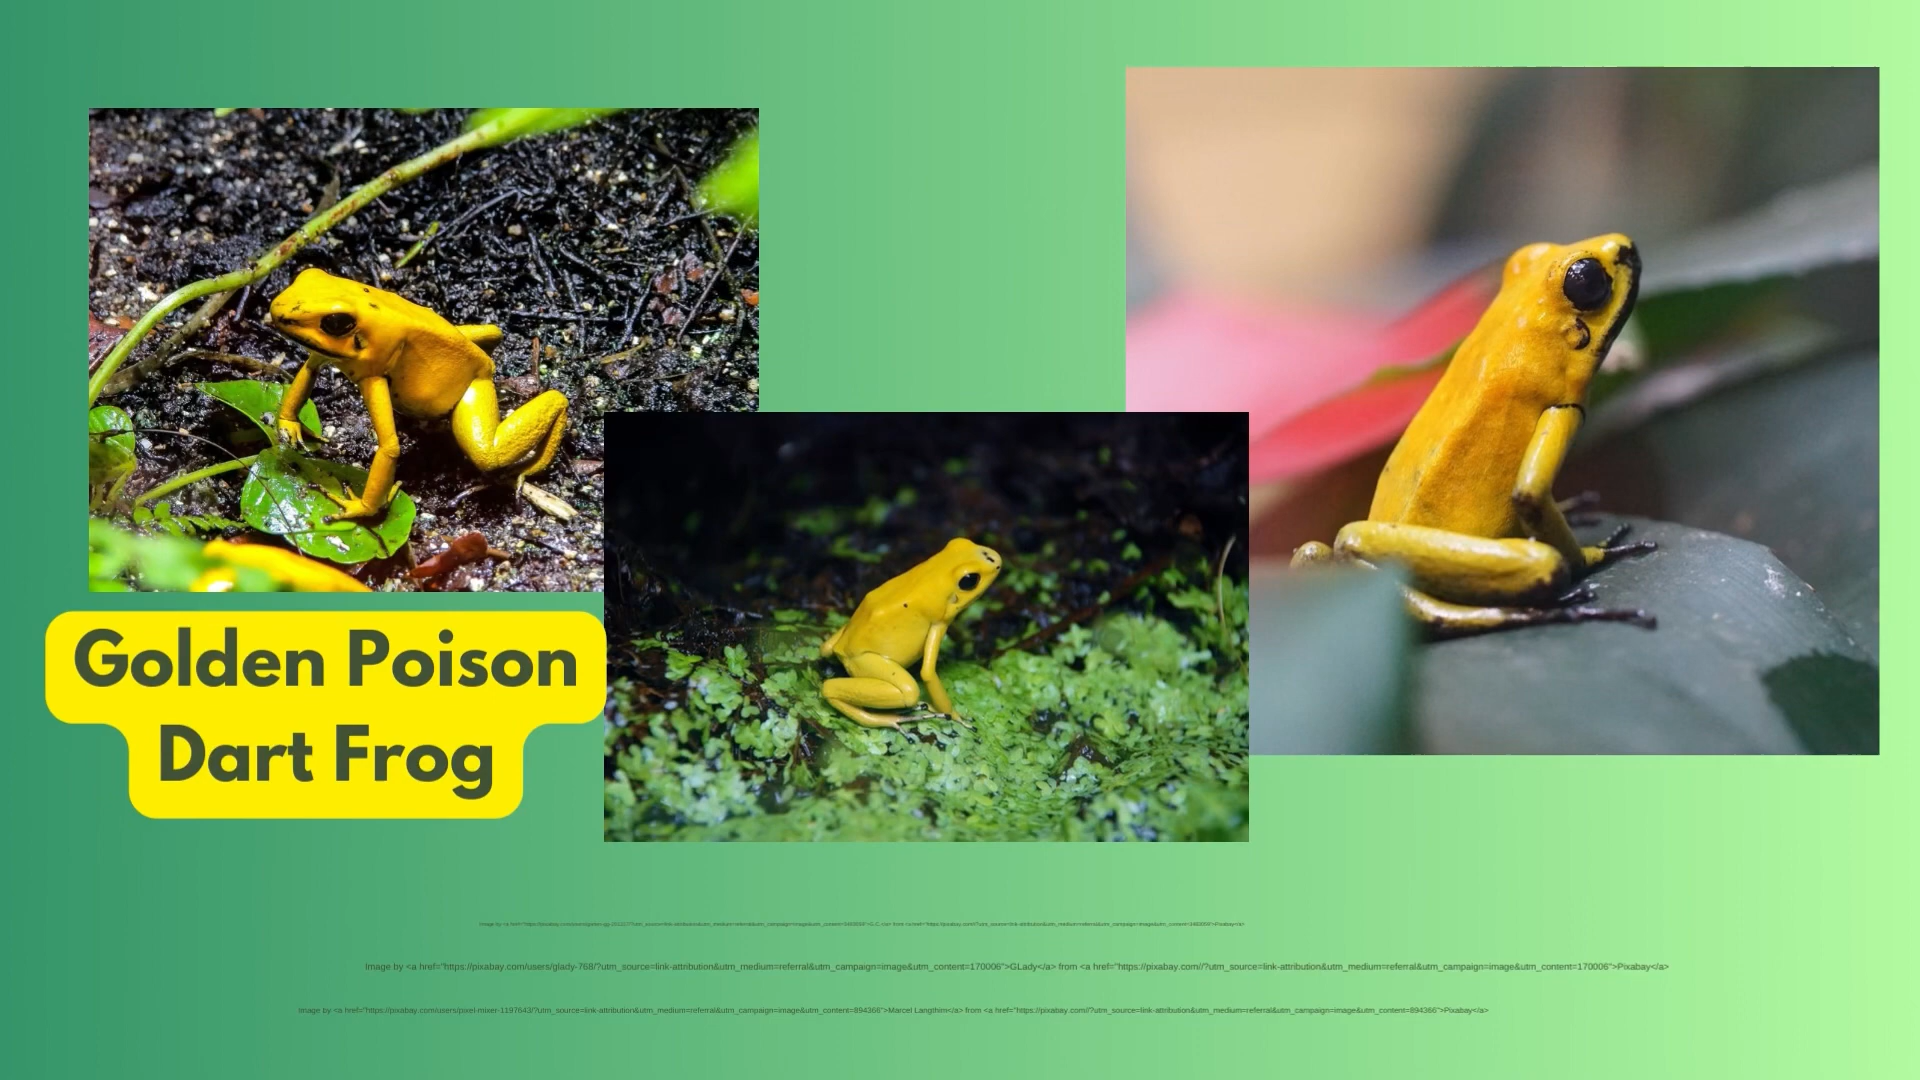 Golden Poison
Dart Frog
Image by <a href="https://pixabay.com/users/glady-768/?utm_source=link-attribution&utm_medium=referral&utm_campaign=image&utm_content=170006">GLady</a> from <a href="https://pixabay.com//?utm_source=link-attribution&utm_medium=referral&utm_campaign=image&utm_content=170006">Pixabay</a>
Image by <a href="https://pixabay.com/users/pixel-mixer-1197643/?utm_source=link-attribution&utm_medium=referral&utm_campaign=image&utm_content=894366">Marcel Langthim</a> from <a href="https://pixabay.com//?utm_source=link-attribution&utm_medium=referral&utm_campaign=image&utm_content=894366">Pixabay</a>